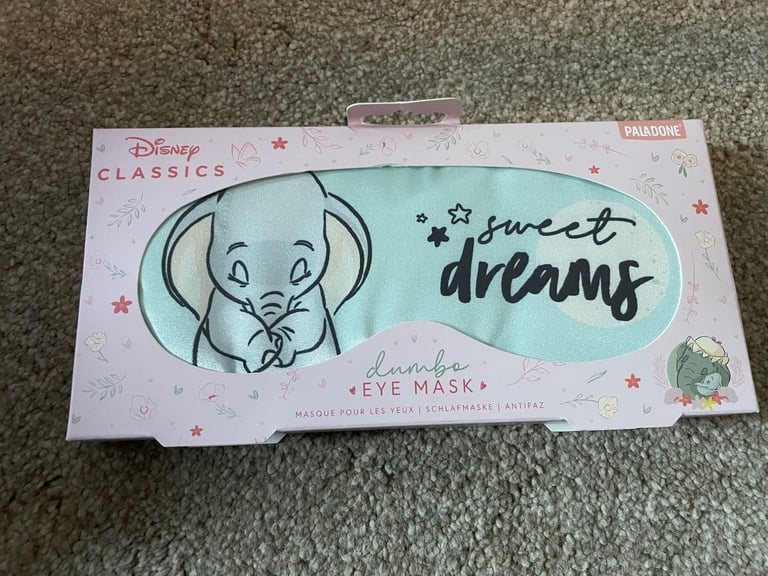 Disney
CLASSICS
PALADONE
sweet
dreams
dumbo
EYE MASK
MASQUE POUR LES YEUX | SCHLAFMASKE | ANTIFAZ